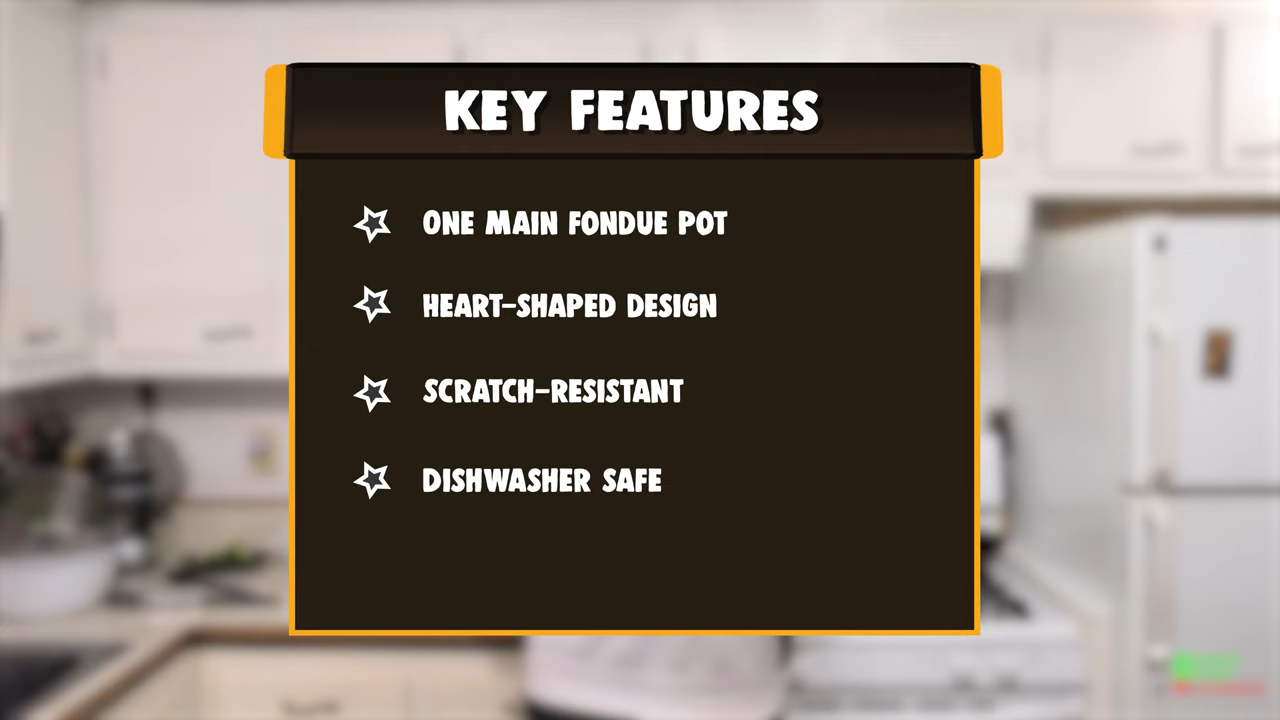 KEY FEATURES
ONE MAIN FONDUE POT
HEART-SHAPED DESIGN
SCRATCH-RESISTANT
DISHWASHER SAFE